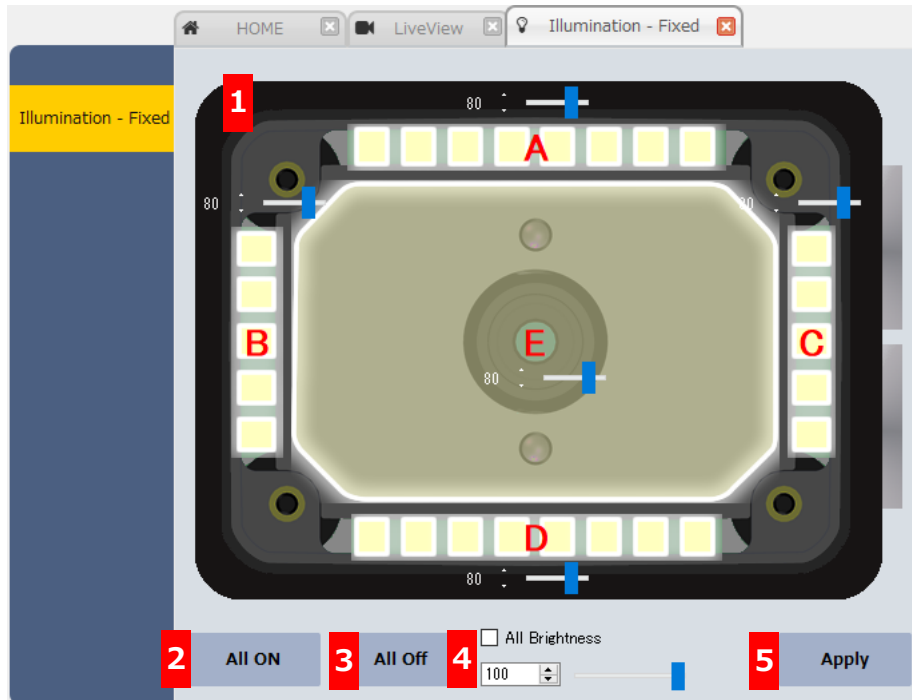 HOME
LiveView
Illumination - Fixed
Illumination - Fixed
1
80
A
80
80
B
E
C
80
D
80
2
All ON
3
All Off
4
All Brightness
100
5
Apply